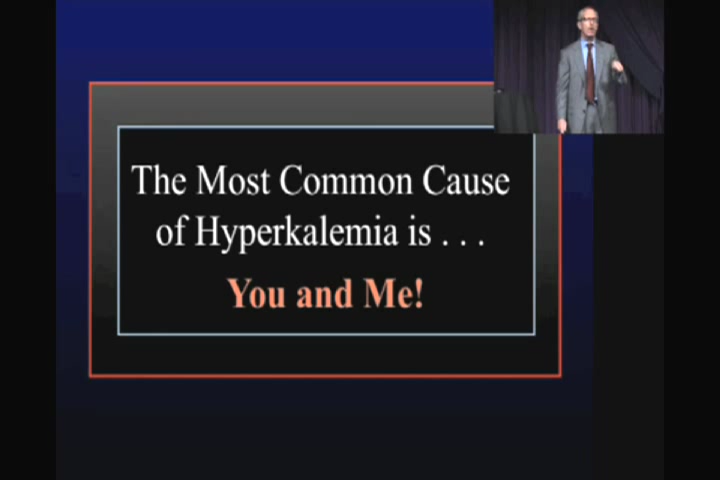 The Most Common Cause
of Hyperkalemia is . . .
You and Me!